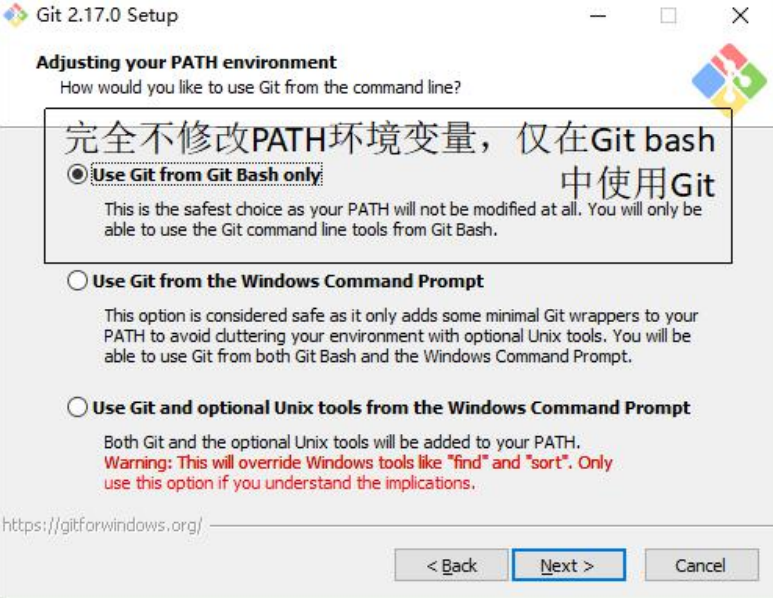 Git 2.17.0 Setup
Adjusting your PATH environment
How would you like to use Git from the command line?
完全不修改PATH环境变量，仅在Git bash
中使用Git
Use Git from Git Bash only
This is the safest choice as your PATH will not be modified at all. You will only be
able to use the Git command line tools from Git Bash.
Use Git from the Windows Command Prompt
This option is considered safe as it only adds some minimal Git wrappers to your
PATH to avoid cluttering your environment with optional Unix tools. You will be
able to use Git from both Git Bash and the Windows Command Prompt.
Use Git and optional Unix tools from the Windows Command Prompt
Both Git and the optional Unix tools will be added to your PATH.
Warning: This will override Windows tools like "find" and "sort". Only
use this option if you understand the implications.
https://gitforwindows.org/
< Back
Next >
Cancel